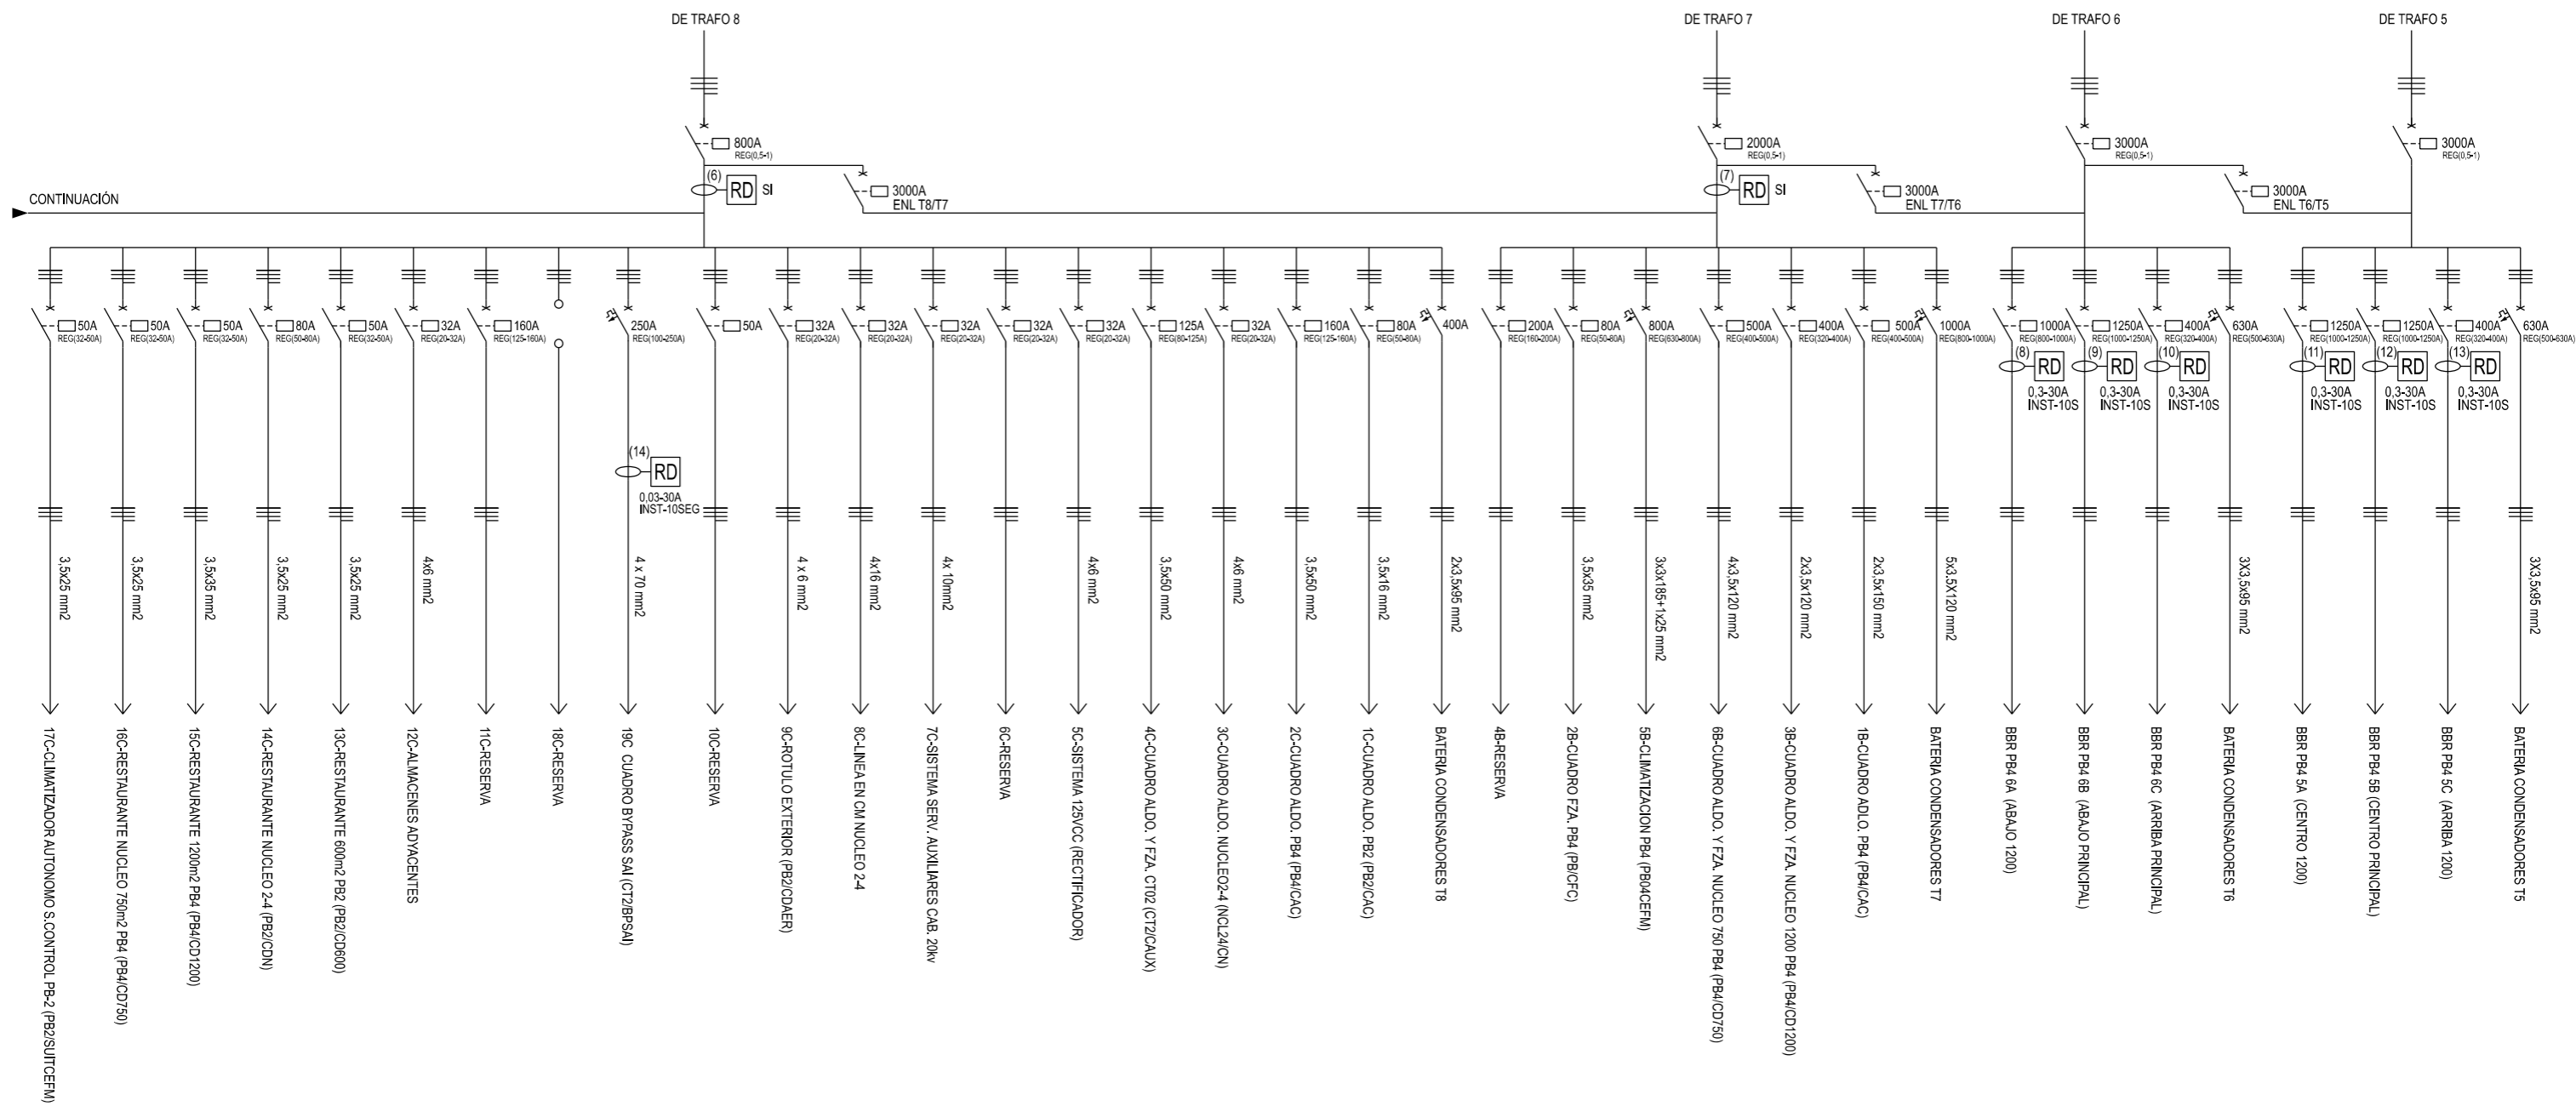 DE TRAFO 8
DE TRAFO 7
DE TRAFO 6
DE TRAFO 5
800A
REG(0,5-1)
2000A
REG(0,5-1)
3000A
REG(0,5-1)
3000A
REG(0,5-1)
CONTINUACIÓN
(6)
RD SI
3000A
ENL T8/T7
(7)
RD SI
3000A
ENL T7/T6
3000A
ENL T6/T5
50A
REG(32-50A)
50A
REG(32-50A)
50A
REG(32-50A)
80A
REG(50-80A)
50A
REG(32-50A)
32A
REG(20-32A)
160A
REG(125-160A)
250A
REG(100-250A)
50A
32A
REG(20-32A)
32A
REG(20-32A)
32A
REG(20-32A)
32A
REG(20-32A)
32A
REG(20-32A)
125A
REG(80-125A)
32A
REG(20-32A)
160A
REG(125-160A)
80A
REG(50-80A)
400A
200A
REG(160-200A)
80A
REG(50-80A)
800A
REG(630-800A)
500A
REG(400-500A)
400A
REG(320-400A)
500A
REG(400-500A)
1000A
REG(800-1000A)
1000A
REG(800-1000A)
1250A
REG(1000-1250A)
400A
REG(320-400A)
630A
REG(500-630A)
1250A
REG(1000-1250A)
1250A
REG(1000-1250A)
400A
REG(320-400A)
630A
REG(500-630A)
(8)
RD
0,3-30A
INST-10S
(9)
RD
0,3-30A
INST-10S
(10)
RD
0,3-30A
INST-10S
(11)
RD
0,3-30A
INST-10S
(12)
RD
0,3-30A
INST-10S
(13)
RD
0,3-30A
INST-10S
(14)
RD
0,03-30A
INST-10SEG
3,5x25 mm2
3,5x25 mm2
3,5x35 mm2
3,5x25 mm2
3,5x25 mm2
4x6 mm2
4 x 70 mm2
4 x 6 mm2
4x16 mm2
4x 10mm2
4x6 mm2
3,5x50 mm2
4x6 mm2
3,5x50 mm2
3,5x16 mm2
2x3,5x95 mm2
3,5x35 mm2
3x3x185+1x25 mm2
4x3,5x120 mm2
2x3,5x120 mm2
2x3,5x150 mm2
5x3,5X120 mm2
3X3,5x95 mm2
3X3,5x95 mm2
17C-CLIMATIZADOR AUTONOMO S.CONTROL PB-2 (PB2/SUITCEFM)
16C-RESTAURANTE NUCLEO 750m2 PB4 (PB4/CD750)
15C-RESTAURANTE 1200m2 PB4 (PB4/CD1200)
14C-RESTAURANTE NUCLEO 2-4 (PB2/CDN)
13C-RESTAURANTE 600m2 PB2 (PB2/CD600)
12C-ALMACENES ADYACENTES
11C-RESERVA
18C-RESERVA
19C CUADRO BYPASS SAI (CT2/BPSAI)
10C-RESERVA
9C-ROTULO EXTERIOR (PB2/CDAER)
8C-LINEA EN CM NUCLEO 2-4
7C-SISTEMA SERV. AUXILIARES CAB. 20kv
6C-RESERVA
5C-SISTEMA 125VCC (RECTIFICADOR)
4C-CUADRO ALDO. Y FZA. CT02 (CT2/CAUX)
3C-CUADRO ALDO. NUCLEO2-4 (NCL24/CN)
2C-CUADRO ALDO. PB4 (PB4/CAC)
1C-CUADRO ALDO. PB2 (PB2/CAC)
BATERIA CONDENSADORES T8
4B-RESERVA
2B-CUADRO FZA. PB4 (PB/CFC)
5B-CLIMATIZACION PB4 (PB04CEFM)
6B-CUADRO ALDO. Y FZA. NUCLEO 750 PB4 (PB4/CD750)
3B-CUADRO ALDO. Y FZA. NUCLEO 1200 PB4 (PB4/CD1200)
1B-CUADRO ADLO. PB4 (PB4/CAC)
BATERIA CONDENSADORES T7
BBR PB4 6A (ABAJO 1200)
BBR PB4 6B (ABAJO PRINCIPAL)
BBR PB4 6C (ARRIBA PRINCIPAL)
BATERIA CONDENSADORES T6
BBR PB4 5A (CENTRO 1200)
BBR PB4 5B (CENTRO PRINCIPAL)
BBR PB4 5C (ARRIBA 1200)
BATERIA CONDENSADORES T5